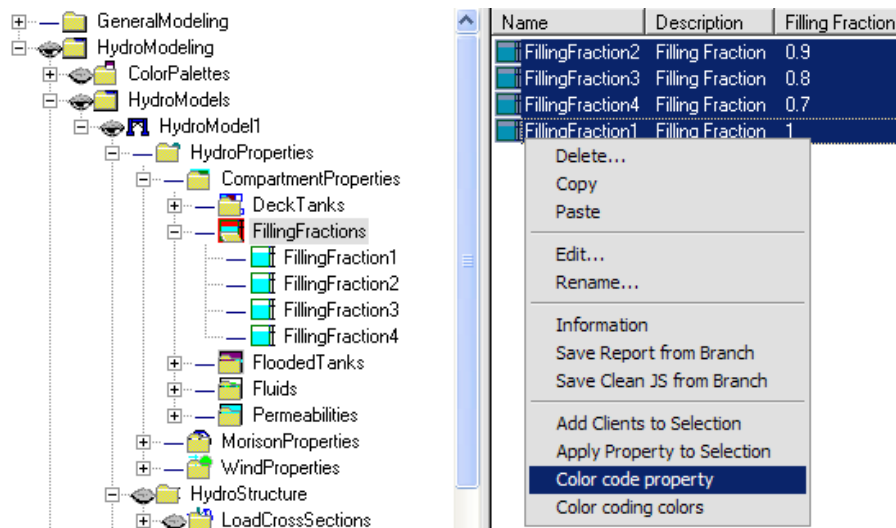 GeneralModeling
HydroModeling
ColorPalettes
HydroModels
HydroModel1
HydroProperties
CompartmentProperties
DeckTanks
FillingFractions
FillingFraction1
FillingFraction2
FillingFraction3
FillingFraction4
FloodedTanks
Fluids
Permeabilities
MorisonProperties
WindProperties
HydroStructure
LoadCrossSections
Name Description Filling Fraction
FillingFraction2 Filling Fraction 0.9
FillingFraction3 Filling Fraction 0.8
FillingFraction4 Filling Fraction 0.7
FillingFraction1 Filling Fraction 1
Delete...
Copy
Paste
Edit...
Rename...
Information
Save Report from Branch
Save Clean JS from Branch
Add Clients to Selection
Apply Property to Selection
Color code property
Color coding colors